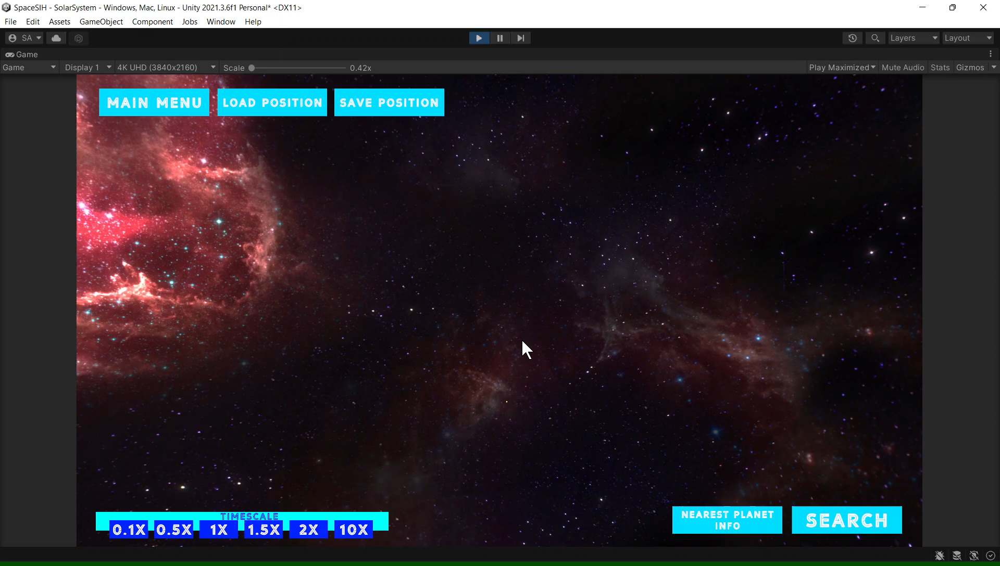 SpaceSIH - SolarSystem - Windows, Mac, Linux - Unity 2021.3.6f1 Personal* <DX11>
File Edit Assets GameObject Component Jobs Window Help
SA Layers Layout
Game
Game Display 1 4K UHD (3840x2160) Scale 0.42x Play Maximized Mute Audio Stats Gizmos
MAIN MENU LOAD POSITION SAVE POSITION
TIMESCALE
0.1X 0.5X 1X 1.5X 2X 10X
NEAREST PLANET
INFO
SEARCH